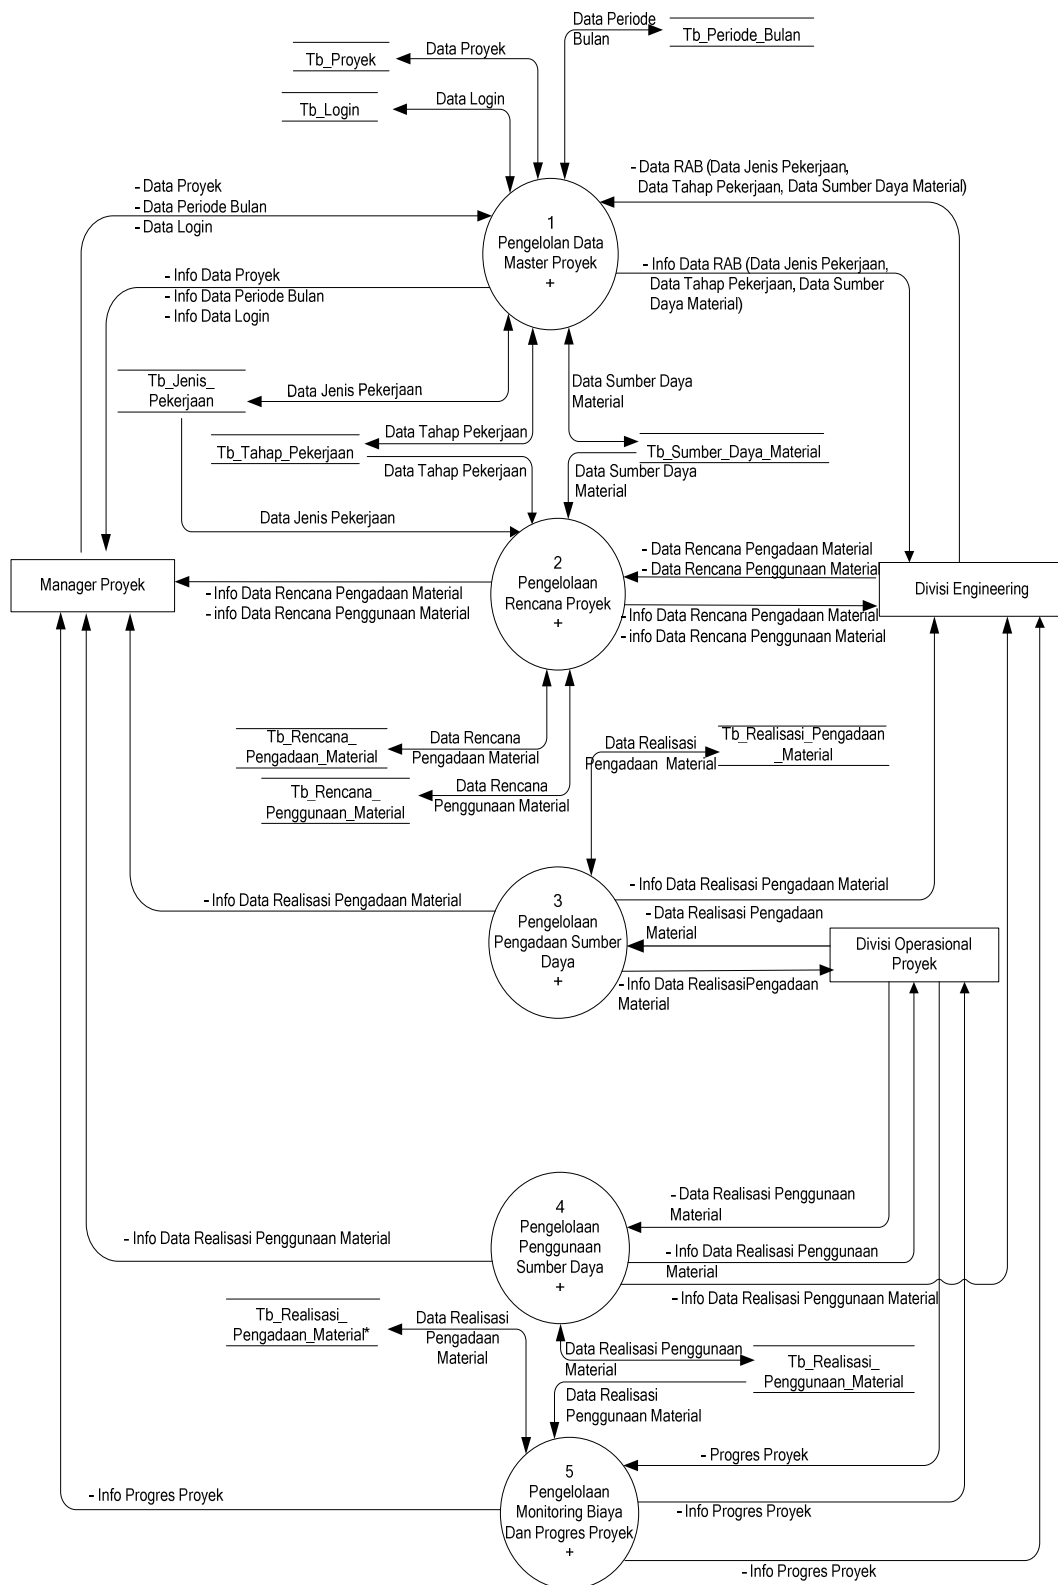 Data Periode
Bulan
Tb_Periode_Bulan
Tb_Proyek
Data Proyek
Tb_Login
Data Login
- Data Proyek
- Data Periode Bulan
- Data Login
- Data RAB (Data Jenis Pekerjaan,
Data Tahap Pekerjaan, Data Sumber Daya Material)
1
Pengelolan Data
Master Proyek
+
- Info Data Proyek
- Info Data Periode Bulan
- Info Data Login
- Info Data RAB (Data Jenis Pekerjaan,
Data Tahap Pekerjaan, Data Sumber
Daya Material)
Tb_Jenis_
Pekerjaan
Data Jenis Pekerjaan
Data Sumber Daya
Material
Data Tahap Pekerjaan
Tb_Tahap_Pekerjaan
Data Tahap Pekerjaan
Tb_Sumber_Daya_Material
Data Sumber Daya
Material
Data Jenis Pekerjaan
Manager Proyek
2
Pengelolaan
Rencana Proyek
+
- Data Rencana Pengadaan Material
- Data Rencana Penggunaan Material
Divisi Engineering
- Info Data Rencana Pengadaan Material
- info Data Rencana Penggunaan Material
- Info Data Rencana Pengadaan Material
- info Data Rencana Penggunaan Material
Tb_Rencana_
Pengadaan_Material
Data Rencana
Pengadaan Material
Tb_Rencana_
Penggunaan_Material
Data Rencana
Penggunaan Material
Data Realisasi
Pengadaan Material
Tb_Realisasi_Pengadaan
_Material
- Info Data Realisasi Pengadaan Material
3
Pengelolaan
Pengadaan Sumber
Daya
+
- Info Data Realisasi Pengadaan Material
- Data Realisasi Pengadaan
Material
Divisi Operasional
Proyek
- Info Data RealisasiPengadaan
Material
- Info Data Realisasi Penggunaan Material
4
Pengelolaan
Penggunaan
Sumber Daya
+
- Data Realisasi Penggunaan
Material
- Info Data Realisasi Penggunaan
Material
- Info Data Realisasi Penggunaan Material
Tb_Realisasi_
Pengadaan_Material*
Data Realisasi
Pengadaan
Material
Data Realisasi Penggunaan
Material
Tb_Realisasi_
Penggunaan_Material
Data Realisasi
Penggunaan Material
- Info Progres Proyek
5
Pengelolaan
Monitoring Biaya
Dan Progres Proyek
+
- Progres Proyek
- Info Progres Proyek
- Info Progres Proyek